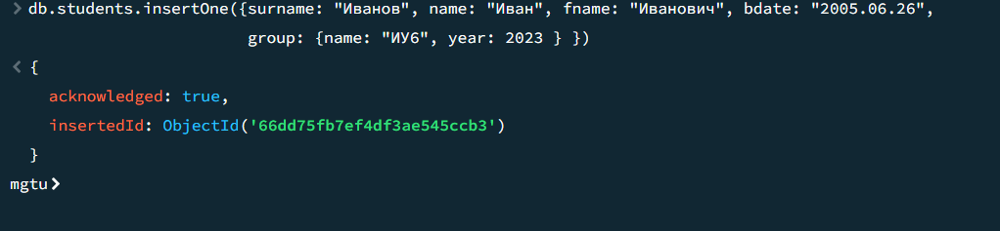 > db.students.insertOne({surname: "Иванов", name: "Иван", fname: "Иванович", bdate: "2005.06.26",
group: {name: "ИУ6", year: 2023 } })
< {
acknowledged: true,
insertedId: ObjectId('66dd75fb7ef4df3ae545ccb3')
}
mgtu>